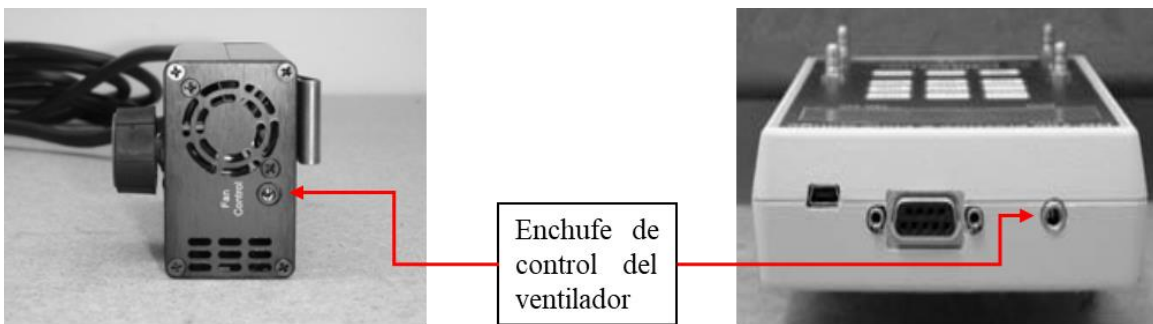 Fan
Control
Enchufe de
control del
ventilador